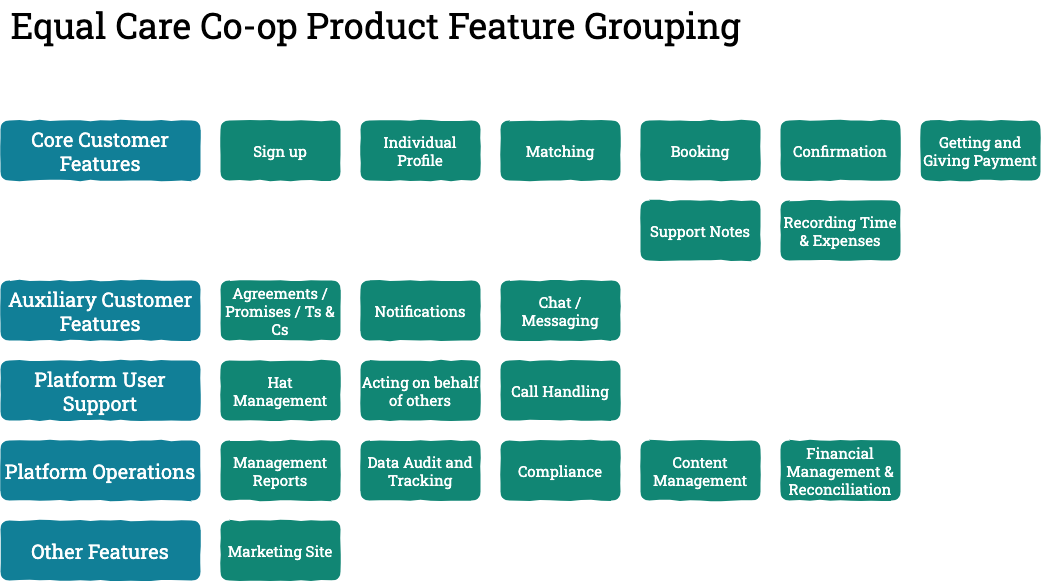 Equal Care Co-op Product Feature Grouping
Core Customer
Features
Sign up
Individual
Profile
Matching
Booking
Confirmation
Getting and
Giving Payment
Support Notes
Recording Time
& Expenses
Auxiliary Customer
Features
Agreements /
Promises / Ts &
Cs
Notifications
Chat /
Messaging
Platform User
Support
Hat
Management
Acting on behalf
of others
Call Handling
Platform Operations
Management
Reports
Data Audit and
Tracking
Compliance
Content
Management
Financial
Management &
Reconciliation
Other Features
Marketing Site